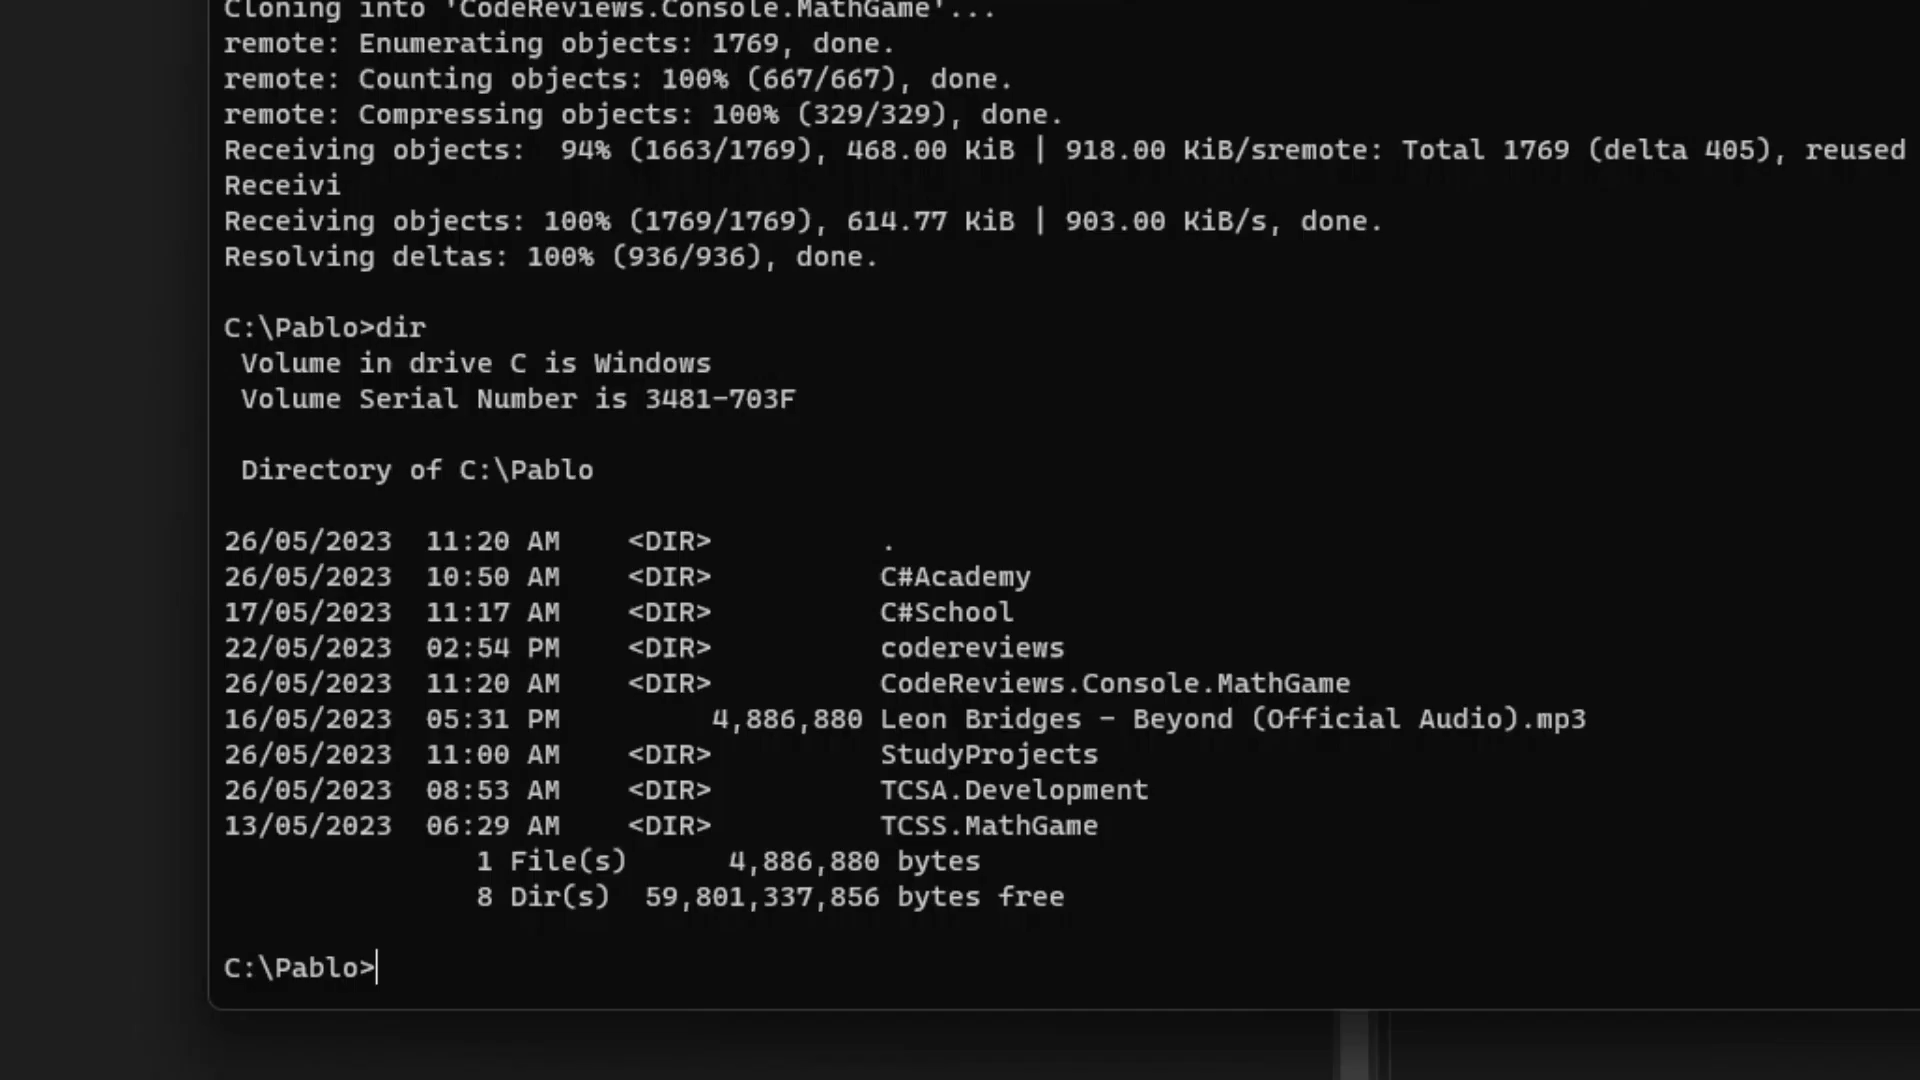 Cloning into 'CodeReviews.Console.MathGame'...
remote: Enumerating objects: 1769, done.
remote: Counting objects: 100% (667/667), done.
remote: Compressing objects: 100% (329/329), done.
Receiving objects:  94% (1663/1769), 468.00 KiB | 918.00 KiB/sremote: Total 1769 (delta 405), reused
Receivi
Receiving objects: 100% (1769/1769), 614.77 KiB | 903.00 KiB/s, done.
Resolving deltas: 100% (936/936), done.

C:\Pablo>dir
 Volume in drive C is Windows
 Volume Serial Number is 3481-703F

 Directory of C:\Pablo

26/05/2023  11:20 AM    <DIR>          .
26/05/2023  10:50 AM    <DIR>          C#Academy
17/05/2023  11:17 AM    <DIR>          C#School
22/05/2023  02:54 PM    <DIR>          codereviews
26/05/2023  11:20 AM    <DIR>          CodeReviews.Console.MathGame
16/05/2023  05:31 PM         4,886,880 Leon Bridges - Beyond (Official Audio).mp3
26/05/2023  11:00 AM    <DIR>          StudyProjects
26/05/2023  08:53 AM    <DIR>          TCSA.Development
13/05/2023  06:29 AM    <DIR>          TCSS.MathGame
               1 File(s)      4,886,880 bytes
               8 Dir(s)  59,801,337,856 bytes free

C:\Pablo>